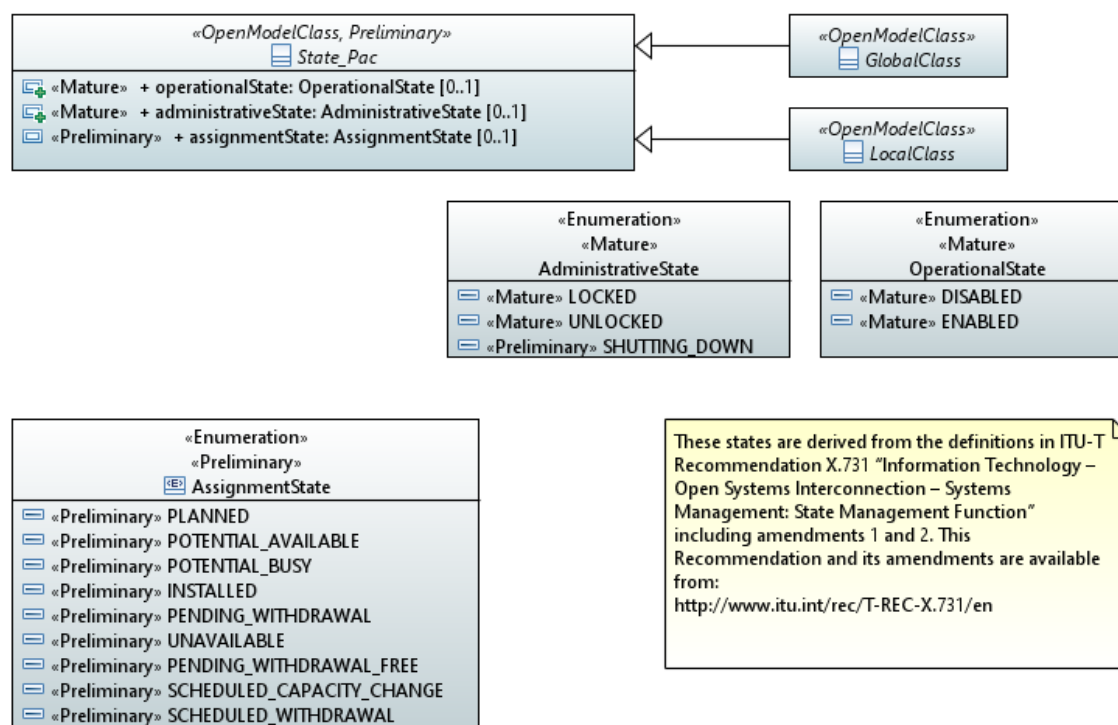 «OpenModelClass, Preliminary»
State_Pac
«Mature» + operationalState: OperationalState [0..1]
«Mature» + administrativeState: AdministrativeState [0..1]
«Preliminary» + assignmentState: AssignmentState [0..1]
«OpenModelClass»
GlobalClass
«OpenModelClass»
LocalClass
«Enumeration»
«Mature»
AdministrativeState
«Mature» LOCKED
«Mature» UNLOCKED
«Preliminary» SHUTTING_DOWN
«Enumeration»
«Mature»
OperationalState
«Mature» DISABLED
«Mature» ENABLED
«Enumeration»
«Preliminary»
«E» AssignmentState
«Preliminary» PLANNED
«Preliminary» POTENTIAL_AVAILABLE
«Preliminary» POTENTIAL_BUSY
«Preliminary» INSTALLED
«Preliminary» PENDING_WITHDRAWAL
«Preliminary» UNAVAILABLE
«Preliminary» PENDING_WITHDRAWAL_FREE
«Preliminary» SCHEDULED_CAPACITY_CHANGE
«Preliminary» SCHEDULED_WITHDRAWAL
These states are derived from the definitions in ITU-T
Recommendation X.731 “Information Technology –
Open Systems Interconnection – Systems
Management: State Management Function”
including amendments 1 and 2. This
Recommendation and its amendments are available
from:
http://www.itu.int/rec/T-REC-X.731/en